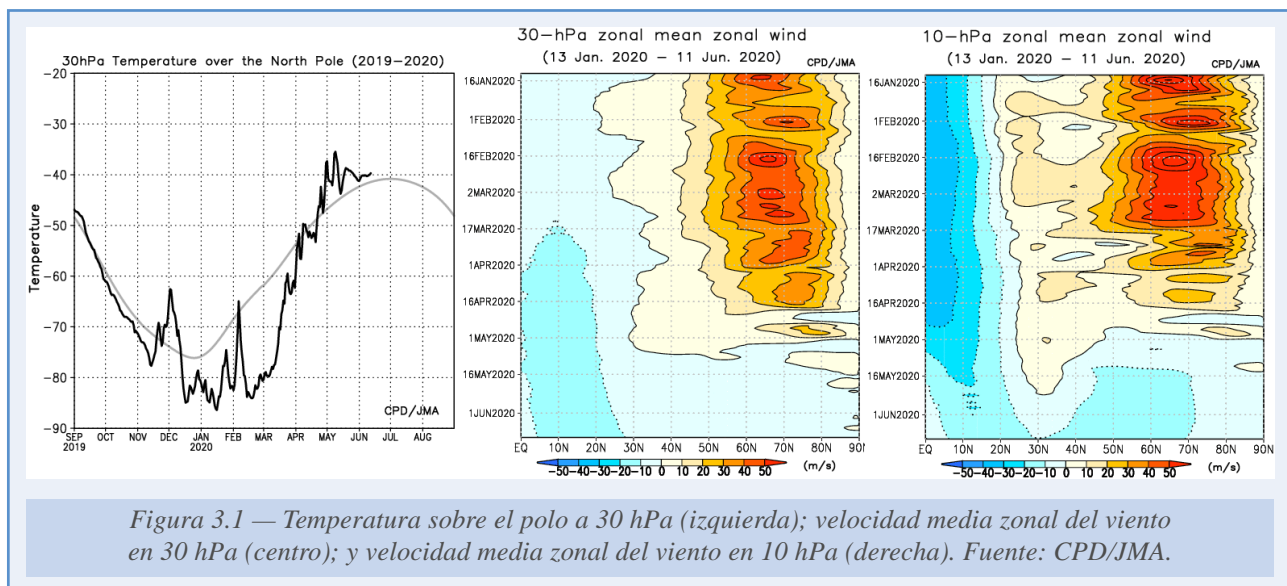 30hPa Temperature over the North Pole (2019−2020)
−20
−30
−40
−50
−60
−70
−80
−90
Temperature
CPD/JMA
SEP OCT NOV DEC JAN FEB MAR APR MAY JUN JUL AUG
2019 2020
30−hPa zonal mean zonal wind
(13 Jan. 2020 − 11 Jun. 2020) CPD/JMA
16JAN2020
1FEB2020
16FEB2020
2MAR2020
17MAR2020
1APR2020
16APR2020
1MAY2020
16MAY2020
1JUN2020
EQ 10N 20N 30N 40N 50N 60N 70N 80N 90N
−50−40−30−20−10 0 10 20 30 40 50 (m/s)
10−hPa zonal mean zonal wind
(13 Jan. 2020 − 11 Jun. 2020) CPD/JMA
16JAN2020
1FEB2020
16FEB2020
2MAR2020
17MAR2020
1APR2020
16APR2020
1MAY2020
16MAY2020
1JUN2020
EQ 10N 20N 30N 40N 50N 60N 70N 80N 90N
−50−40−30−20−10 0 10 20 30 40 50 (m/s)
Figura 3.1 — Temperatura sobre el polo a 30 hPa (izquierda); velocidad media zonal del viento
en 30 hPa (centro); y velocidad media zonal del viento en 10 hPa (derecha). Fuente: CPD/JMA.